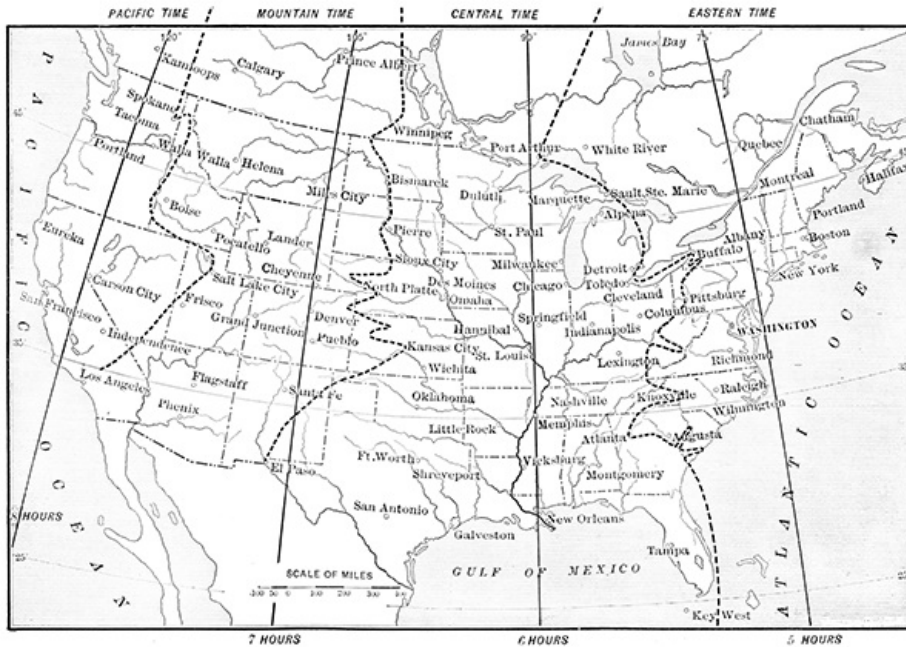 PACIFIC TIME
MOUNTAIN TIME
CENTRAL TIME
EASTERN TIME
120
105
90
75
PACIFIC OCEAN
ATLANTIC OCEAN
James Bay
Kamloops
Calgary
Prince Albert
Spokane
Tacoma
Winnipeg
Port Arthur
White River
Quebec
Chatham
Portland
Walla Walla
Helena
Miles City
Bismarck
Duluth
Marquette
Sault. Ste. Marie
Montreal
Halifax
Boise
Alpena
Portland
Eureka
Pocatello
Lander
Pierre
St. Paul
Albany
Boston
Cheyenne
Sioux City
Milwaukee
Detroit
Buffalo
New York
Carson City
Salt Lake City
North Platte
Des Moines
Omaha
Chicago
Toledo
Cleveland
Pittsburg
San Francisco
Frisco
Grand Junction
Denver
Hannibal
Springfield
Indianapolis
Columbus
WASHINGTON
Independence
Pueblo
Kansas City
St. Louis
Lexington
Richmond
Los Angeles
Flagstaff
Santa Fe
Wichita
Oklahoma
Nashville
Knoxville
Raleigh
Wilmington
Phenix
Little Rock
Memphis
Atlanta
Augusta
El Paso
Ft. Worth
Shreveport
Vicksburg
Montgomery
San Antonio
New Orleans
Galveston
Tampa
GULF OF MEXICO
Key West
SCALE OF MILES
8 HOURS
7 HOURS
6 HOURS
5 HOURS